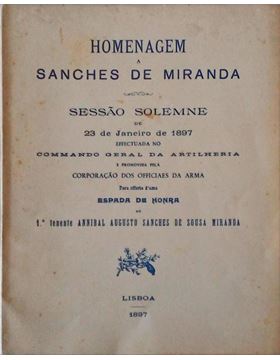 HOMENAGEM
A
SANCHES DE MIRANDA
SESSÃO SOLEMNE
DE
23 de Janeiro de 1897
EFFECTUADA NO
COMMANDO GERAL DA ARTILHERIA
E PROMOVIDA PELA
CORPORAÇÃO DOS OFFICIAES DA ARMA
Para offerta d'uma
ESPADA DE HONRA
AO
1.º tenente ANNIBAL AUGUSTO SANCHES DE SOUSA MIRANDA
LISBOA
1897